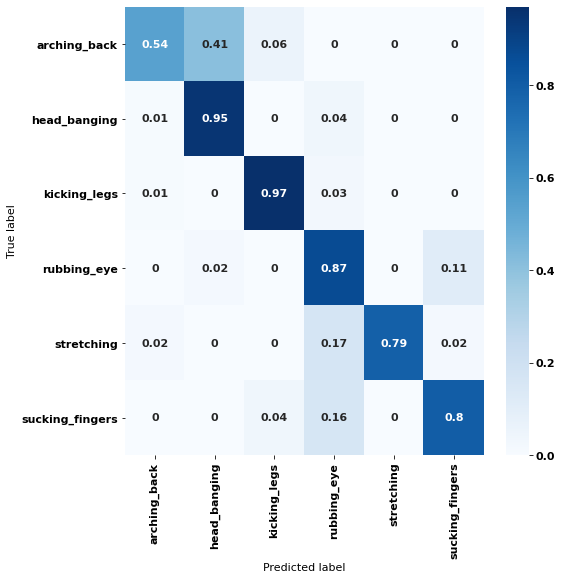 True label
arching_back 0.54 0.41 0.06 0 0 0
head_banging 0.01 0.95 0 0.04 0 0
kicking_legs 0.01 0 0.97 0.03 0 0
rubbing_eye 0 0.02 0 0.87 0 0.11
stretching 0.02 0 0 0.17 0.79 0.02
sucking_fingers 0 0 0.04 0.16 0 0.8
arching_back head_banging kicking_legs rubbing_eye stretching sucking_fingers
Predicted label
0.8
0.6
0.4
0.2
0.0